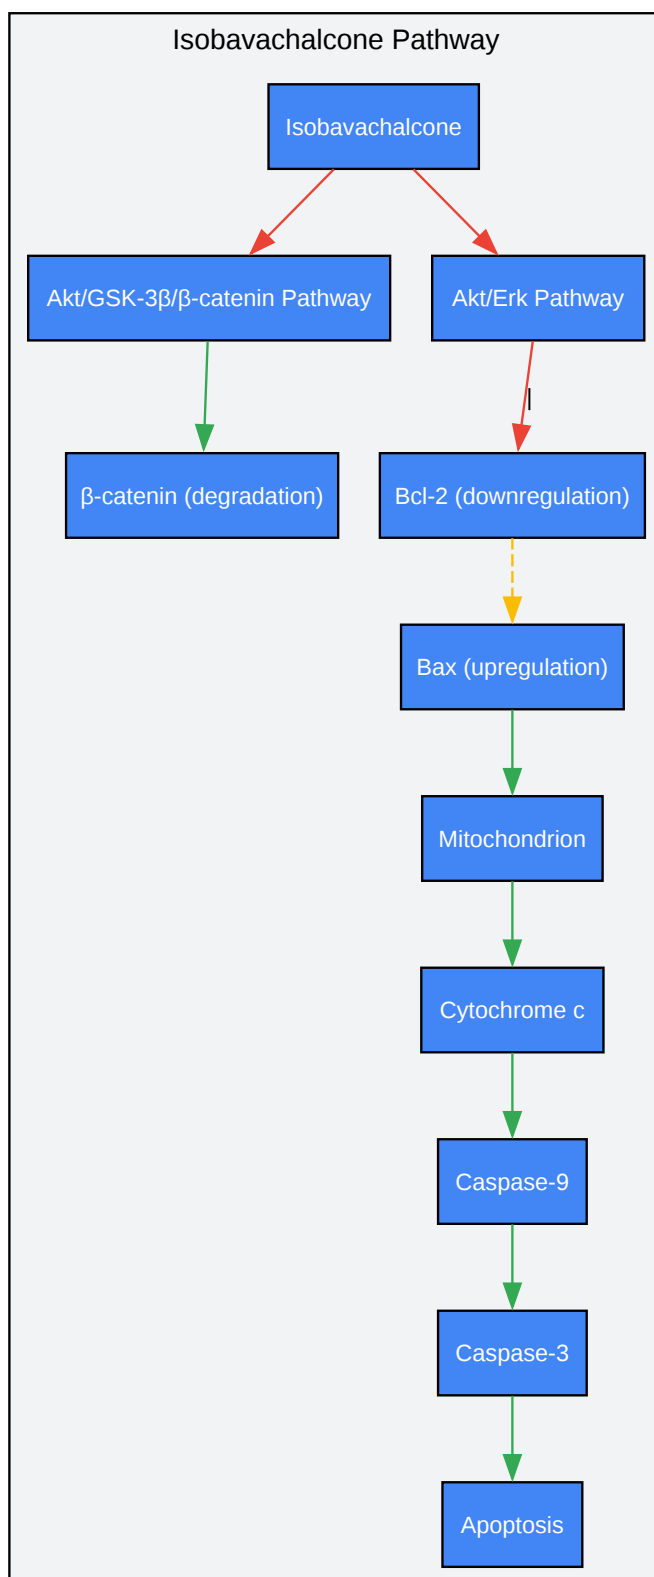 Isobavachalcone Pathway
Isobavachalcone
Akt/GSK-3β/β-catenin Pathway
Akt/Erk Pathway
|
β-catenin (degradation)
Bcl-2 (downregulation)
Bax (upregulation)
Mitochondrion
Cytochrome c
Caspase-9
Caspase-3
Apoptosis